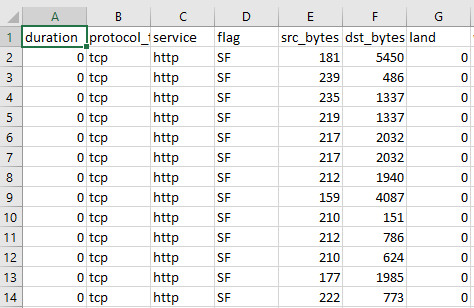 A B C D E F G
1 duration protocol_t service flag src_bytes dst_bytes land
2 0 tcp http SF 181 5450 0
3 0 tcp http SF 239 486 0
4 0 tcp http SF 235 1337 0
5 0 tcp http SF 219 1337 0
6 0 tcp http SF 217 2032 0
7 0 tcp http SF 217 2032 0
8 0 tcp http SF 212 1940 0
9 0 tcp http SF 159 4087 0
10 0 tcp http SF 210 151 0
11 0 tcp http SF 212 786 0
12 0 tcp http SF 210 624 0
13 0 tcp http SF 177 1985 0
14 0 tcp http SF 222 773 0